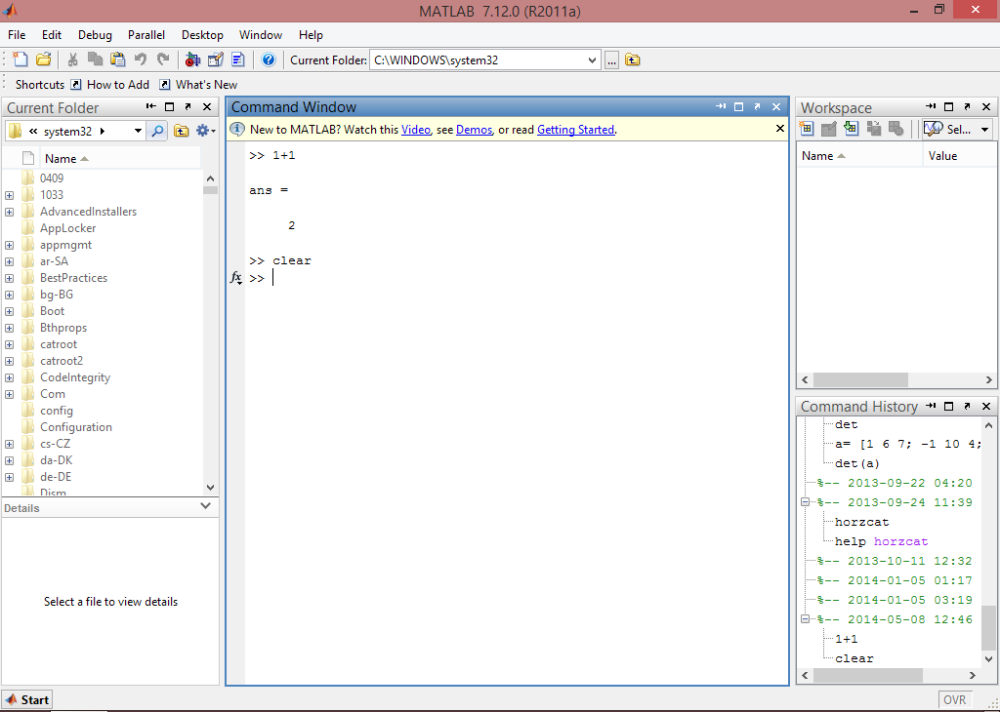 MATLAB 7.12.0 (R2011a)
File Edit Debug Parallel Desktop Window Help
Current Folder: C:\WINDOWS\system32 ...
Shortcuts How to Add What's New
Current Folder
« system32
Name
0409
1033
AdvancedInstallers
AppLocker
appmgmt
ar-SA
BestPractices
bg-BG
Boot
Bthprops
catroot
catroot2
CodeIntegrity
Com
config
Configuration
cs-CZ
da-DK
de-DE
Dism
Details
Select a file to view details
Command Window
New to MATLAB? Watch this Video, see Demos, or read Getting Started.
>> 1+1
ans =
2
>> clear
fx >>
Workspace
Sel...
Name Value
Command History
det
a= [1 6 7; -1 10 4;
det(a)
%-- 2013-09-22 04:20
%-- 2013-09-24 11:39
horzcat
help horzcat
%-- 2013-10-11 12:32
%-- 2014-01-05 01:17
%-- 2014-01-05 03:19
%-- 2014-05-08 12:46
1+1
clear
Start
OVR